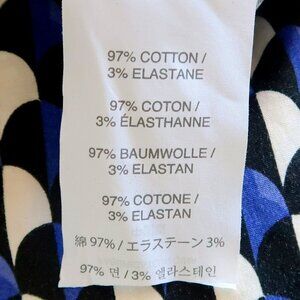 97% COTTON /
3% ELASTANE
97% COTON /
3% ÉLASTHANNE
97% BAUMWOLLE /
3% ELASTAN
97% COTONE /
3% ELASTAN
綿 97% / エラステーン 3%
97% 면 / 3% 엘라스테인